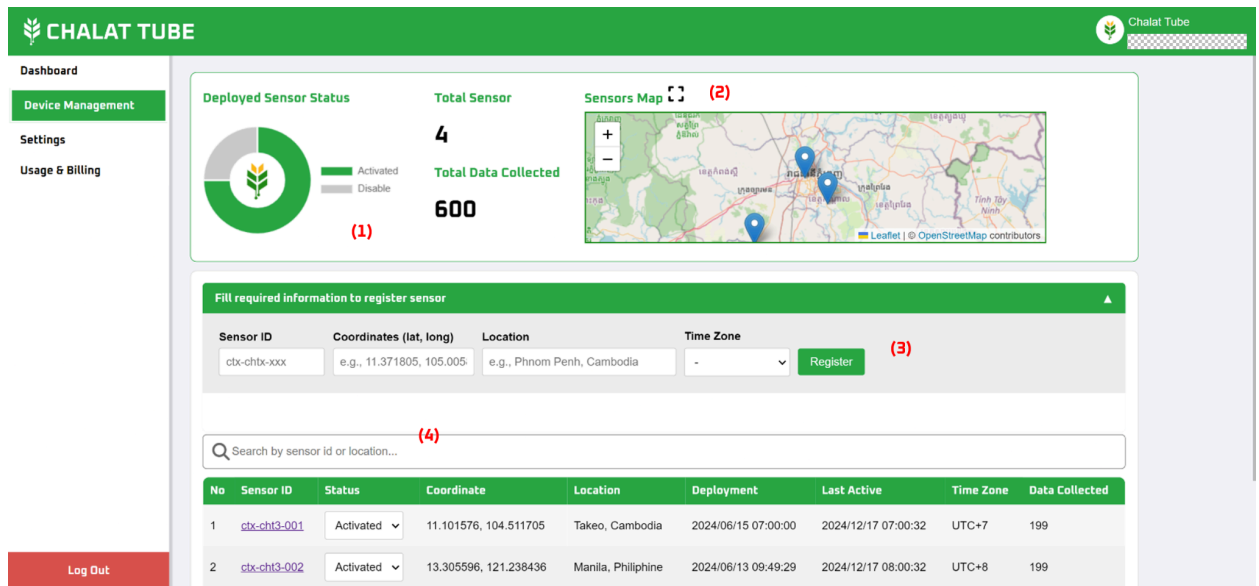 CHALAT TUBE
Chalat Tube
Dashboard
Device Management
Settings
Usage & Billing
Log Out
Deployed Sensor Status
Activated
Disable
(1)
Total Sensor
4
Total Data Collected
600
Sensors Map
(2)
+
−
Tỉnh Tây
Ninh
Leaflet | © OpenStreetMap contributors
Fill required information to register sensor
Sensor ID Coordinates (lat, long) Location Time Zone
ctx-chtx-xxx e.g., 11.371805, 105.005 e.g., Phnom Penh, Cambodia - Register
(3)
(4)
Search by sensor id or location...
No Sensor ID Status Coordinate Location Deployment Last Active Time Zone Data Collected
1 ctx-cht3-001 Activated 11.101576, 104.511705 Takeo, Cambodia 2024/06/15 07:00:00 2024/12/17 07:00:32 UTC+7 199
2 ctx-cht3-002 Activated 13.305596, 121.238436 Manila, Philiphine 2024/06/13 09:49:29 2024/12/17 08:00:32 UTC+8 199